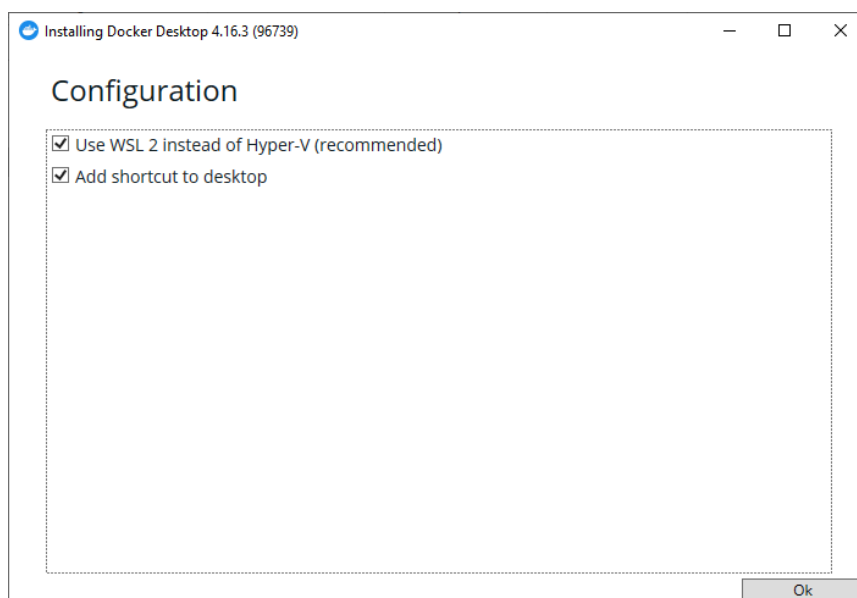 Installing Docker Desktop 4.16.3 (96739)
Configuration
Use WSL 2 instead of Hyper-V (recommended)
Add shortcut to desktop
Ok